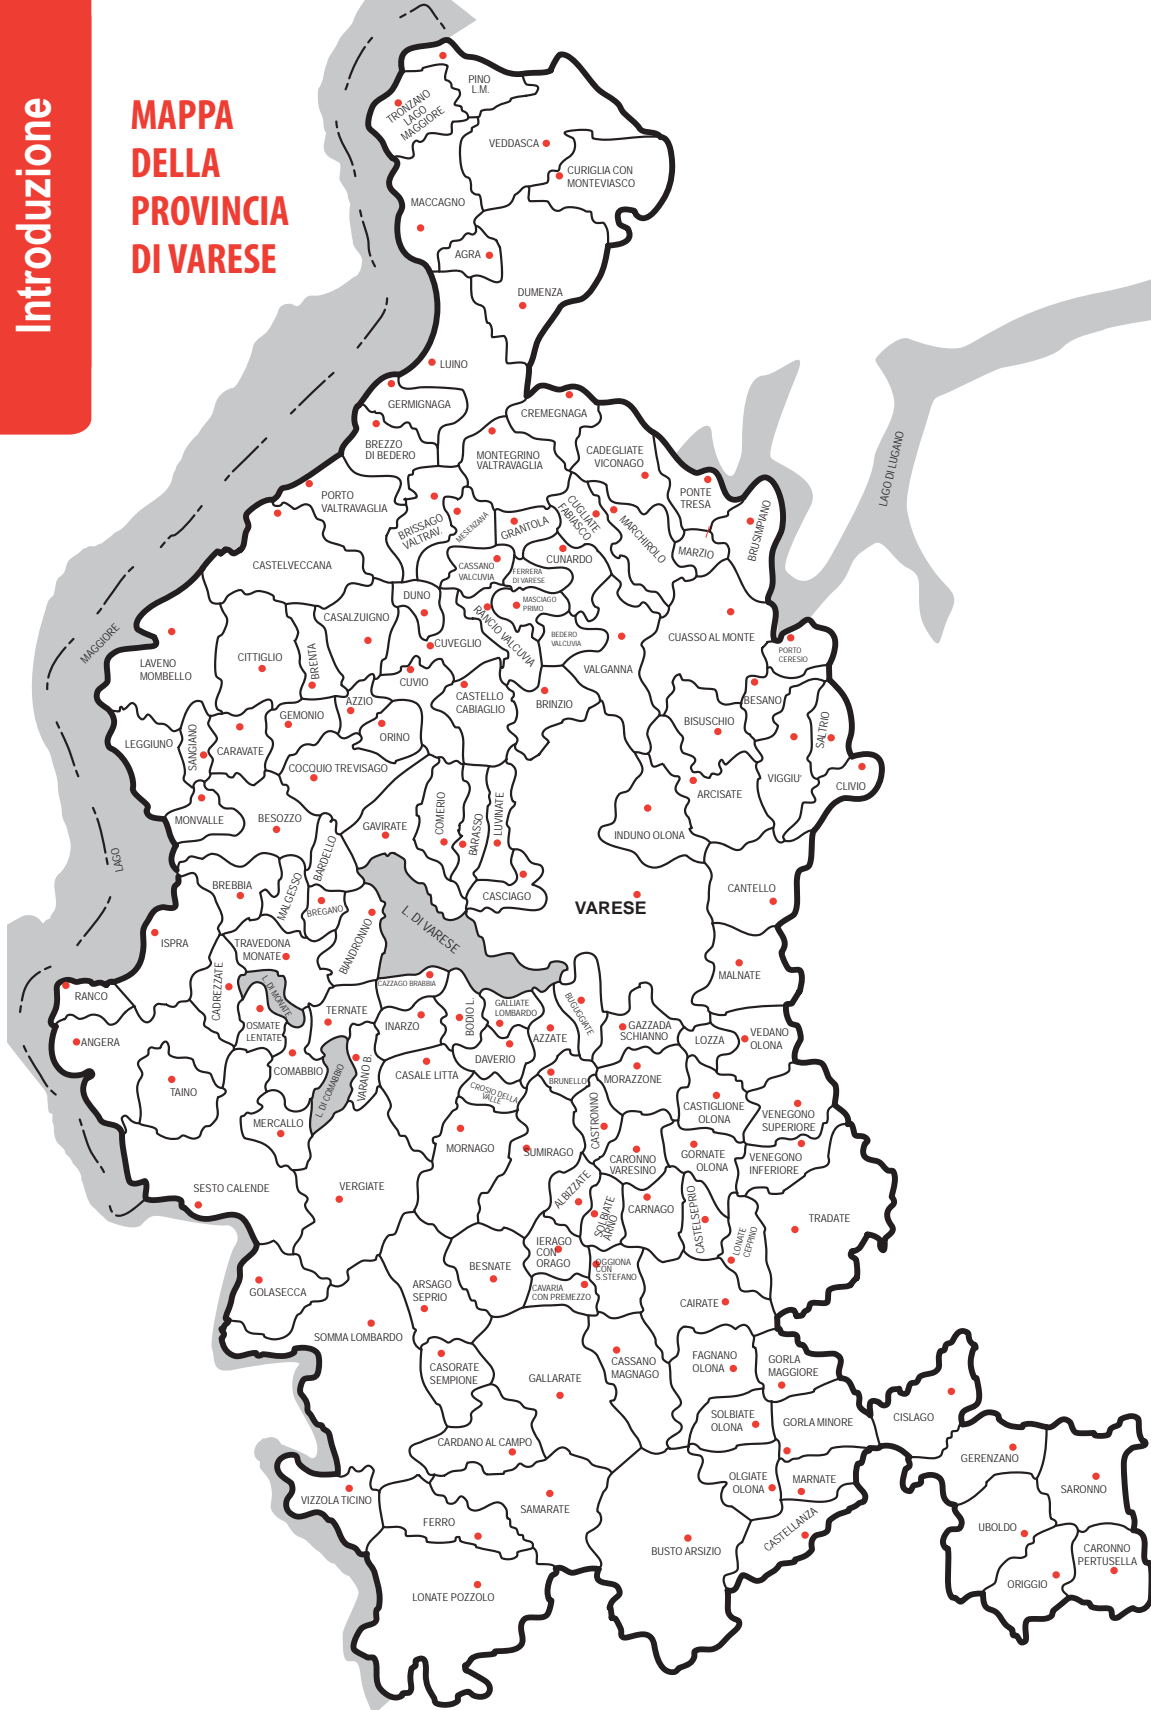 Introduzione
MAPPA
DELLA
PROVINCIA
DI VARESE
PINO
L.M.
TRONZANO
LAGO
MAGGIORE
VEDDASCA
CURIGLIA CON
MONTEVIASCO
MACCAGNO
AGRA
DUMENZA
LUINO
GERMIGNAGA
CREMEGNAGA
BREZZO
DI BEDERO
MONTEGRINO
VALTRAVAGLIA
CADEGLIATE
VICONAGO
PORTO
VALTRAVAGLIA
PONTE
TRESA
LAGO DI LUGANO
BRISSAGO
VALTRAV.
MESENZANA
GRANTOLA
CUGLIATE
FABIASCO
MARCHIROLO
MARZIO
BRUSIMPIANO
CASTELVECCANA
CASSANO
VALCUVIA
FERRERA
DI VARESE
CUNARDO
DUNO
MASCIAGO
PRIMO
RANCIO VALCUVIA
CASALZUIGNO
CUVEGLIO
BEDERO
VALCUVIA
CUASSO AL MONTE
PORTO
CERESIO
MAGGIORE
LAVENO
MOMBELLO
CITTIGLIO
BRENTA
VALGANNA
CUVIO
CASTELLO
CABIAGLIO
BRINZIO
BESANO
AZZIO
GEMONIO
ORINO
BISUSCHIO
SALTRIO
LEGGIUNO
SANGIANO
CARAVATE
COCQUIO TREVISAGO
VIGGIU'
CLIVIO
ARCISATE
MONVALLE
BESOZZO
GAVIRATE
COMERIO
BARASSO
LUVINATE
INDUNO OLONA
LAGO
BARDELLO
BREBBIA
MALGESSO
BREGANO
CASCIAGO
VARESE
CANTELLO
L. DI VARESE
BIANDRONNO
ISPRA
TRAVEDONA
MONATE
MALNATE
CADREZZATE
L. DI MONATE
CAZZAGO BRABBIA
RANCO
TERNATE
INARZO
BODIO L.
GALLIATE
LOMBARDO
BUGUGGIATE
OSMATE
LENTATE
AZZATE
GAZZADA
SCHIANNO
LOZZA
VEDANO
OLONA
ANGERA
DAVERIO
COMABBIO
L. DI COMABBIO
VARANO B.
CASALE LITTA
BRUNELLO
MORAZZONE
TAINO
CROSIO DELLA
VALLE
CASTRONNO
CASTIGLIONE
OLONA
VENEGONO
SUPERIORE
MERCALLO
MORNAGO
SUMIRAGO
CARONNO
VARESINO
GORNATE
OLONA
VENEGONO
INFERIORE
SESTO CALENDE
VERGIATE
ALBIZZATE
SOLBIATE
ARNO
CARNAGO
CASTELSEPRIO
LONATE
CEPPINO
TRADATE
IERAGO
CON
ORAGO
OGGIONA
CON
S.STEFANO
BESNATE
GOLASECCA
ARSAGO
SEPRIO
CAVARIA
CON PREMEZZO
CAIRATE
SOMMA LOMBARDO
CASORATE
SEMPIONE
GALLARATE
CASSANO
MAGNAGO
FAGNANO
OLONA
GORLA
MAGGIORE
SOLBIATE
OLONA
GORLA MINORE
CISLAGO
CARDANO AL CAMPO
GERENZANO
OLGIATE
OLONA
MARNATE
SARONNO
VIZZOLA TICINO
SAMARATE
FERRO
UBOLDO
CASTELLANZA
BUSTO ARSIZIO
CARONNO
PERTUSELLA
ORIGGIO
LONATE POZZOLO